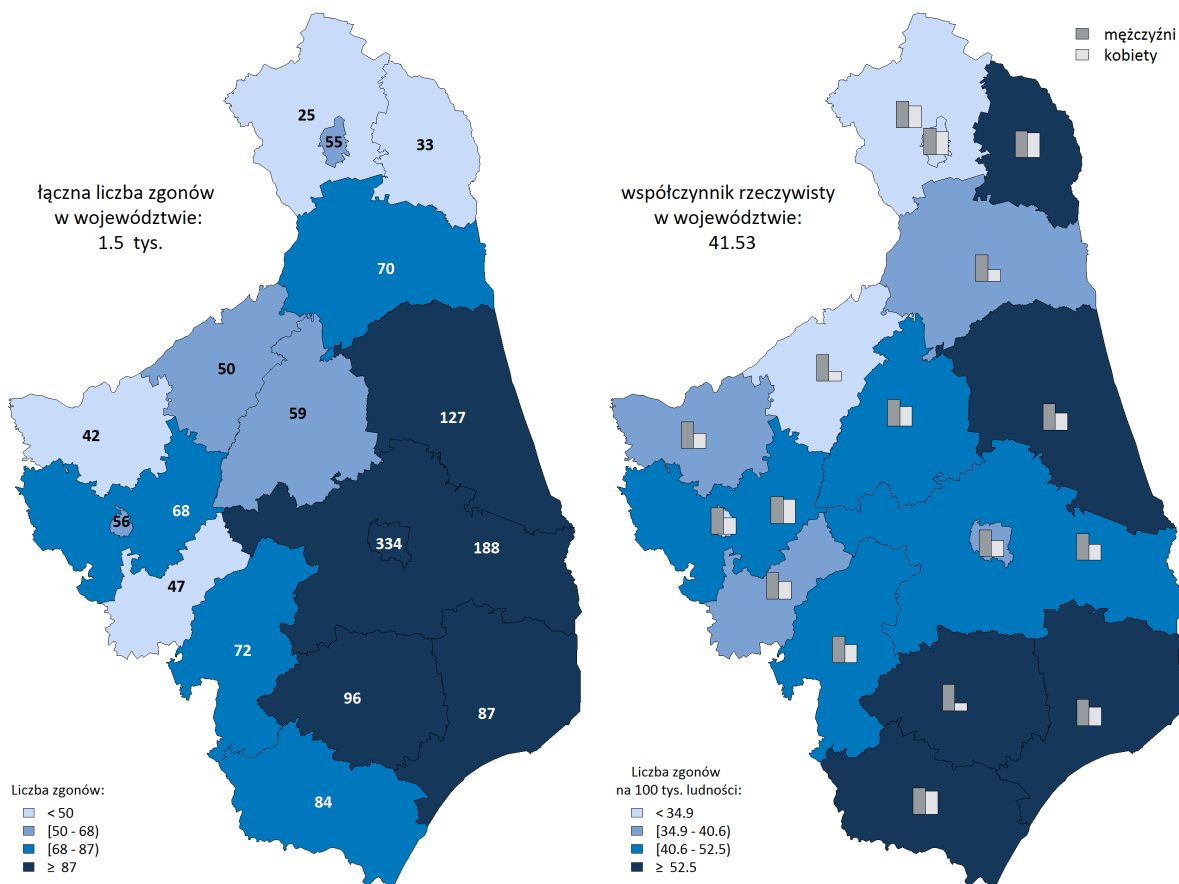 mężczyźni
kobiety
25
55
33
łączna liczba zgonów
w województwie:
1.5 tys.
współczynnik rzeczywisty
w województwie:
41.53
70
50
59
127
42
68
56
334
188
47
72
96
87
84
Liczba zgonów:
< 50
[50 - 68)
[68 - 87)
≥ 87
Liczba zgonów
na 100 tys. ludności:
< 34.9
[34.9 - 40.6)
[40.6 - 52.5)
≥ 52.5